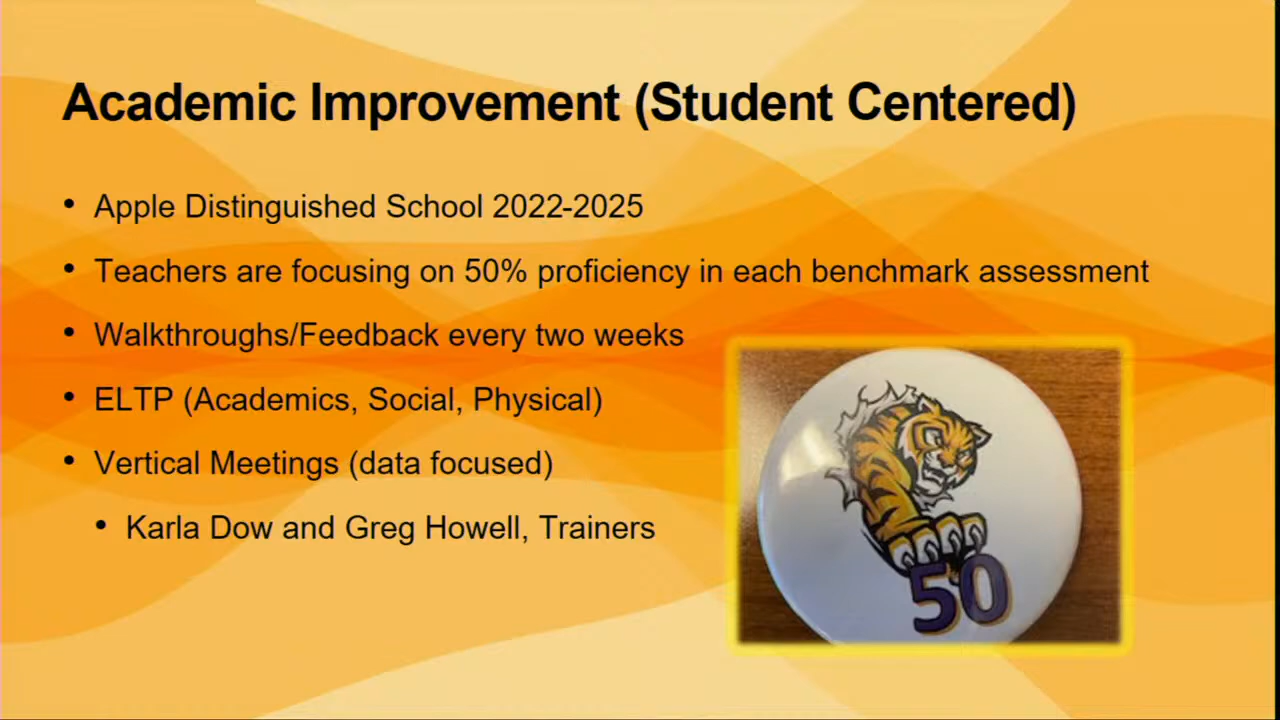 Academic Improvement (Student Centered)
• Apple Distinguished School 2022-2025
• Teachers are focusing on 50% proficiency in each benchmark assessment
• Walkthroughs/Feedback every two weeks
• ELTP (Academics, Social, Physical)
• Vertical Meetings (data focused)
• Karla Dow and Greg Howell, Trainers
50